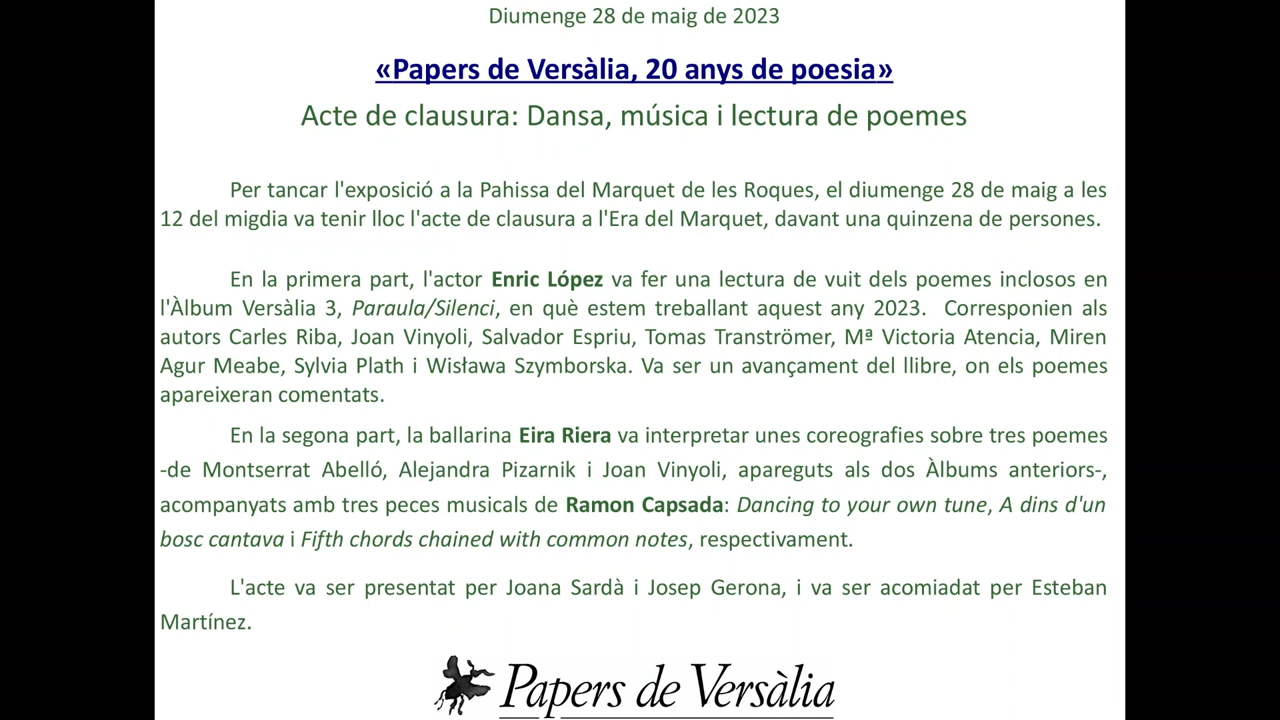 Diumenge 28 de maig de 2023
«Papers de Versàlia, 20 anys de poesia»
Acte de clausura: Dansa, música i lectura de poemes
Per tancar l'exposició a la Pahissa del Marquet de les Roques, el diumenge 28 de maig a les
12 del migdia va tenir lloc l'acte de clausura a l'Era del Marquet, davant una quinzena de persones.
En la primera part, l'actor Enric López va fer una lectura de vuit dels poemes inclosos en
l'Àlbum Versàlia 3, Paraula/Silenci, en què estem treballant aquest any 2023.  Corresponien als
autors Carles Riba, Joan Vinyoli, Salvador Espriu, Tomas Tranströmer, Mª Victoria Atencia, Miren
Agur Meabe, Sylvia Plath i Wisława Szymborska. Va ser un avançament del llibre, on els poemes
apareixeran comentats.
En la segona part, la ballarina Eira Riera va interpretar unes coreografies sobre tres poemes
-de Montserrat Abelló, Alejandra Pizarnik i Joan Vinyoli, apareguts als dos Àlbums anteriors-,
acompanyats amb tres peces musicals de Ramon Capsada: Dancing to your own tune, A dins d'un
bosc cantava i Fifth chords chained with common notes, respectivament.
L'acte va ser presentat per Joana Sardà i Josep Gerona, i va ser acomiadat per Esteban
Martínez.
Papers de Versàlia